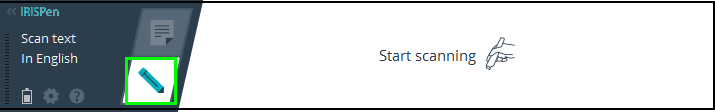 « IRISPen
Scan text
In English
Start scanning
?